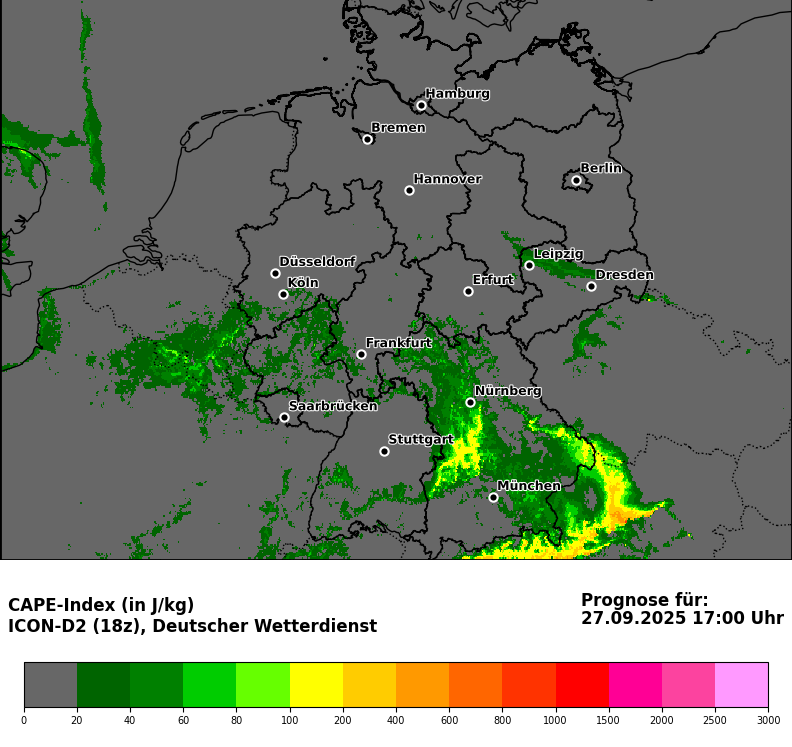 Hamburg
Bremen
Berlin
Hannover
Leipzig
Düsseldorf
Dresden
Köln
Erfurt
Frankfurt
Nürnberg
Saarbrücken
Stuttgart
München
CAPE-Index (in J/kg)
ICON-D2 (18z), Deutscher Wetterdienst
Prognose für:
27.09.2025 17:00 Uhr
0 20 40 60 80 100 200 400 600 800 1000 1500 2000 2500 3000